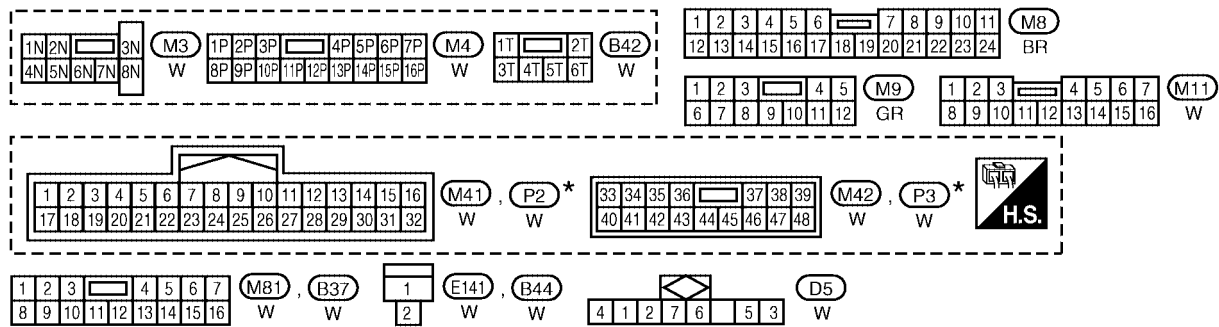 1N 2N 3N
4N 5N 6N 7N 8N
M3
W
1P 2P 3P 4P 5P 6P 7P
8P 9P 10P 11P 12P 13P 14P 15P 16P
M4
W
1T 2T
3T 4T 5T 6T
B42
W
1 2 3 4 5 6 7 8 9 10 11
12 13 14 15 16 17 18 19 20 21 22 23 24
M8
BR
1 2 3 4 5
6 7 8 9 10 11 12
M9
GR
1 2 3 4 5 6 7
8 9 10 11 12 13 14 15 16
M11
W
1 2 3 4 5 6 7 8 9 10 11 12 13 14 15 16
17 18 19 20 21 22 23 24 25 26 27 28 29 30 31 32
M41 , P2 *
W W
33 34 35 36 37 38 39
40 41 42 43 44 45 46 47 48
M42 , P3 *
W W
H.S.
1 2 3 4 5 6 7
8 9 10 11 12 13 14 15 16
M81 , B37
W W
1
2
E141 , B44
W W
4 1 2 7 6 5 3
D5
W